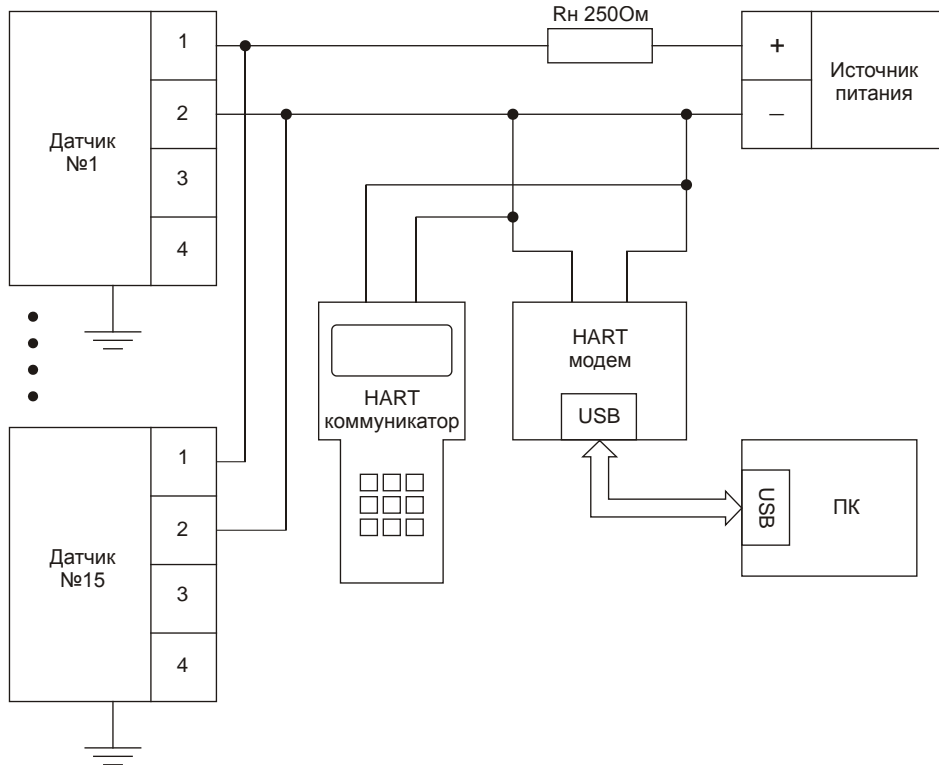 Rн 250Ом
1
2
3
4
Датчик
№1
+
–
Источник
питания
HART
коммуникатор
HART
модем
USB
USB
ПК
1
2
3
4
Датчик
№15